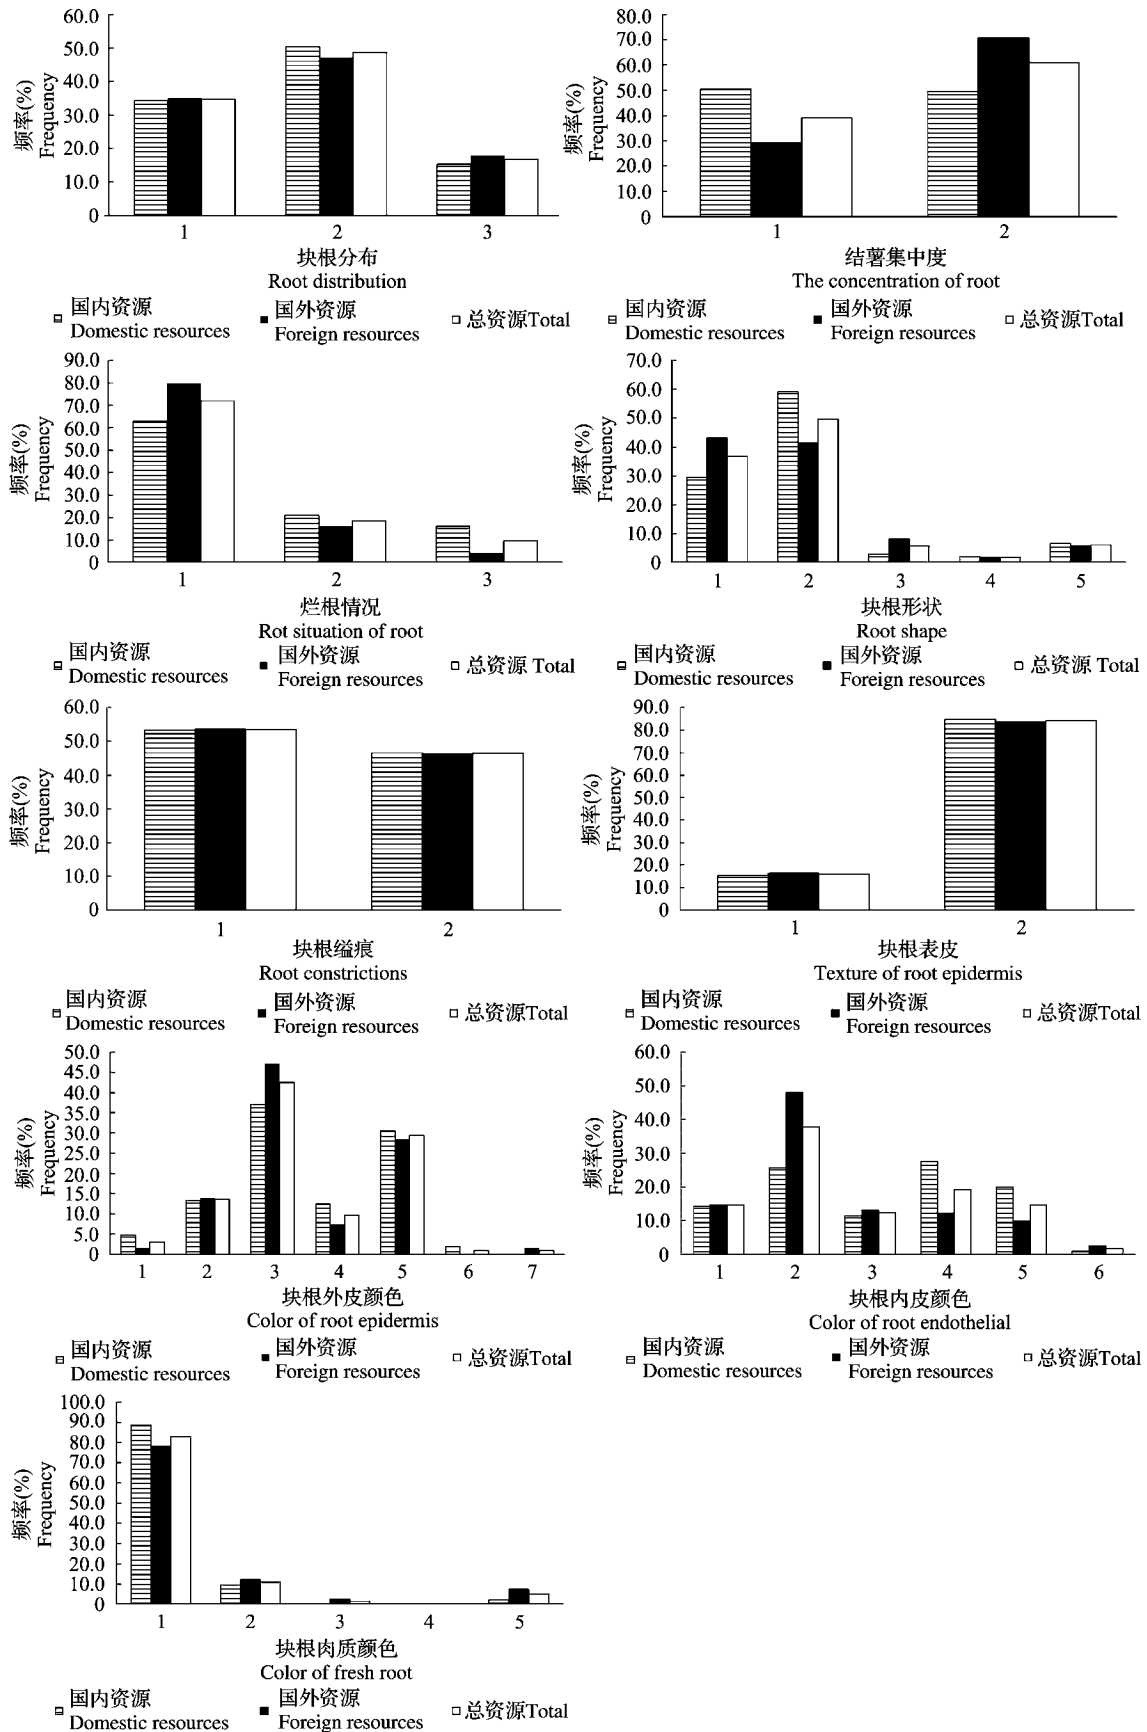 60.0
50.0
40.0
30.0
20.0
10.0
0
频率(%)
Frequency
1 2 3
块根分布
Root distribution
国内资源
Domestic resources
国外资源
Foreign resources
总资源Total
80.0
70.0
60.0
50.0
40.0
30.0
20.0
10.0
0
频率(%)
Frequency
1 2
结薯集中度
The concentration of root
国内资源
Domestic resources
国外资源
Foreign resources
总资源Total
90.0
80.0
70.0
60.0
50.0
40.0
30.0
20.0
10.0
0
频率(%)
Frequency
1 2 3
烂根情况
Rot situation of root
国内资源
Domestic resources
国外资源
Foreign resources
总资源 Total
70.0
60.0
50.0
40.0
30.0
20.0
10.0
0
频率(%)
Frequency
1 2 3 4 5
块根形状
Root shape
国内资源
Domestic resources
国外资源
Foreign resources
总资源 Total
60.0
50.0
40.0
30.0
20.0
10.0
0
频率(%)
Frequency
1 2
块根缢痕
Root constrictions
国内资源
Domestic resources
国外资源
Foreign resources
总资源Total
90.0
80.0
70.0
60.0
50.0
40.0
30.0
20.0
10.0
0
频率(%)
Frequency
1 2
块根表皮
Texture of root epidermis
国内资源
Domestic resources
国外资源
Foreign resources
总资源Total
50.0
45.0
40.0
35.0
30.0
25.0
20.0
15.0
10.0
5.0
0
频率(%)
Frequency
1 2 3 4 5 6 7
块根外皮颜色
Color of root epidermis
国内资源
Domestic resources
国外资源
Foreign resources
总资源Total
60.0
50.0
40.0
30.0
20.0
10.0
0
频率(%)
Frequency
1 2 3 4 5 6
块根内皮颜色
Color of root endothelial
国内资源
Domestic resources
国外资源
Foreign resources
总资源Total
100.0
90.0
80.0
70.0
60.0
50.0
40.0
30.0
20.0
10.0
0
频率(%)
Frequency
1 2 3 4 5
块根肉质颜色
Color of fresh root
国内资源
Domestic resources
国外资源
Foreign resources
总资源Total